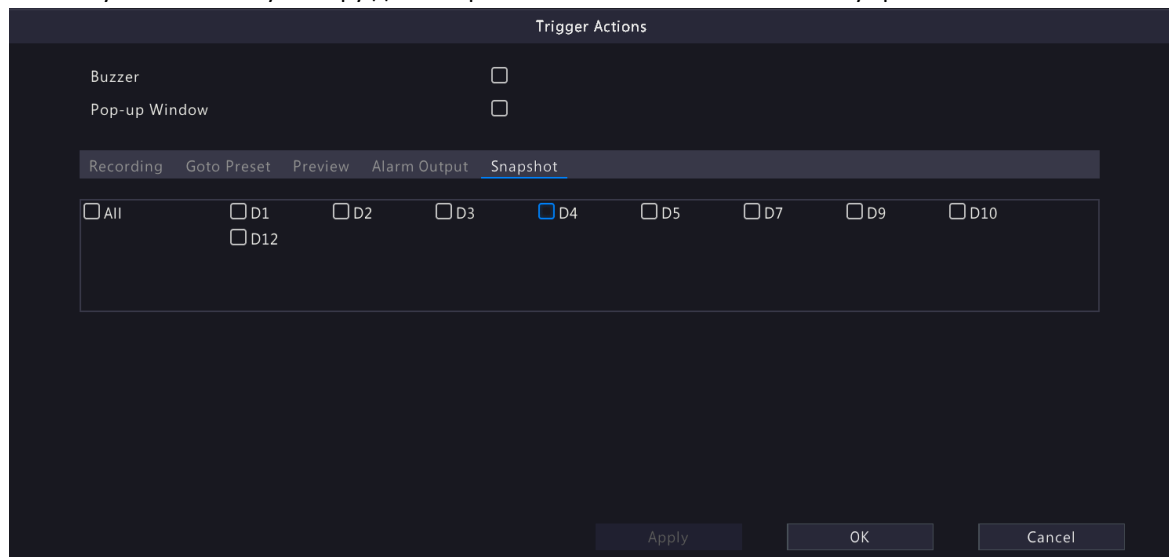 Trigger Actions
Buzzer
Pop-up Window
Recording Goto Preset Preview Alarm Output Snapshot
All D1 D2 D3 D4 D5 D7 D9 D10
D12
Apply OK Cancel